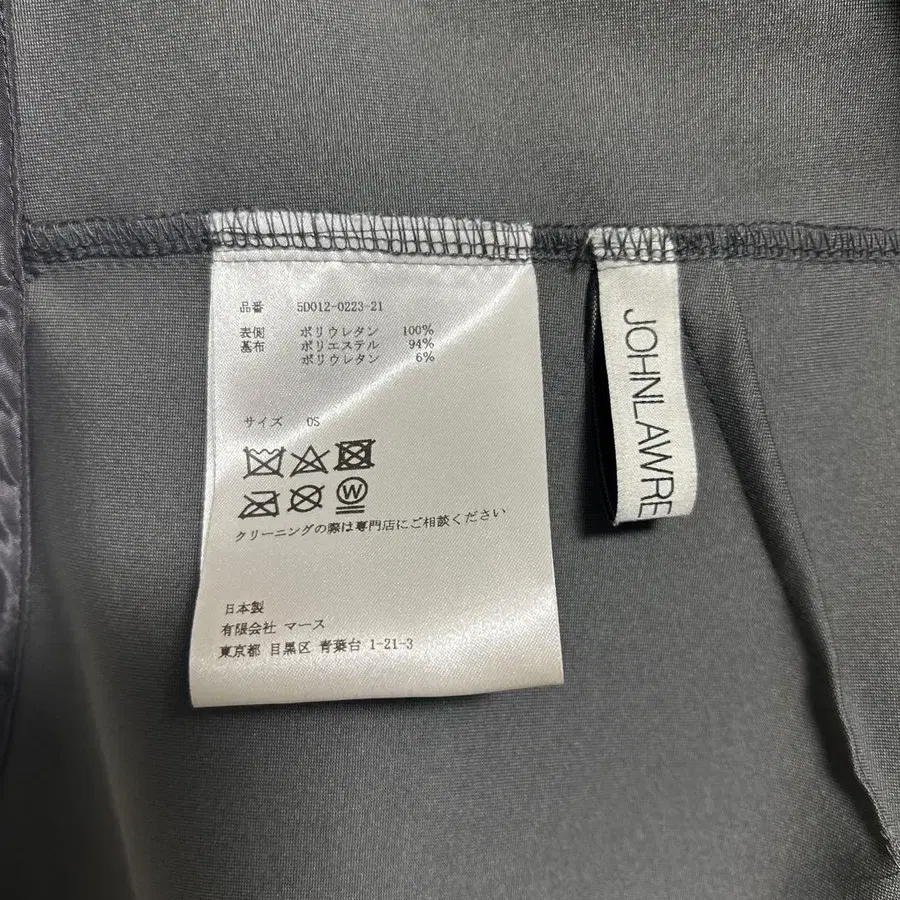 品番 5D012-0223-21
表側 ポリウレタン 100%
基布 ポリエステル 94%
ポリウレタン 6%
サイズ OS
W
クリーニングの際は専門店にご相談ください
日本製
有限会社 マース
東京都 目黒区 青葉台 1-21-3
JOHNLAWRE